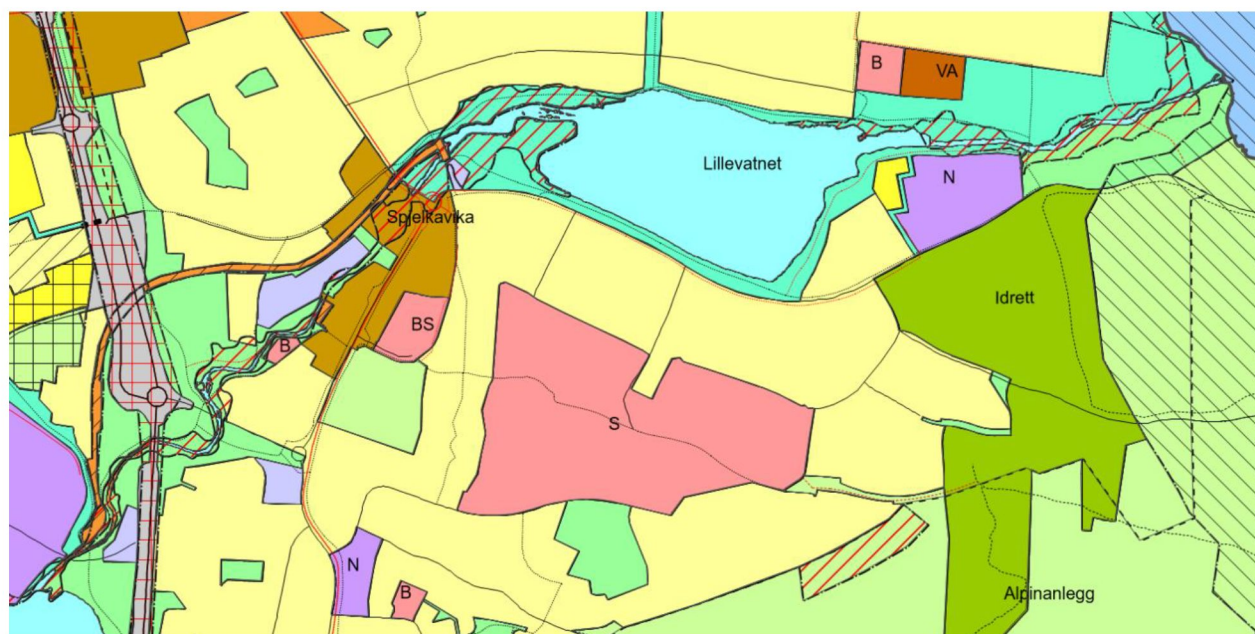 B
VA
Lillevatnet
N
Spjelkavika
Idrett
BS
B
S
N
B
Alpinanlegg